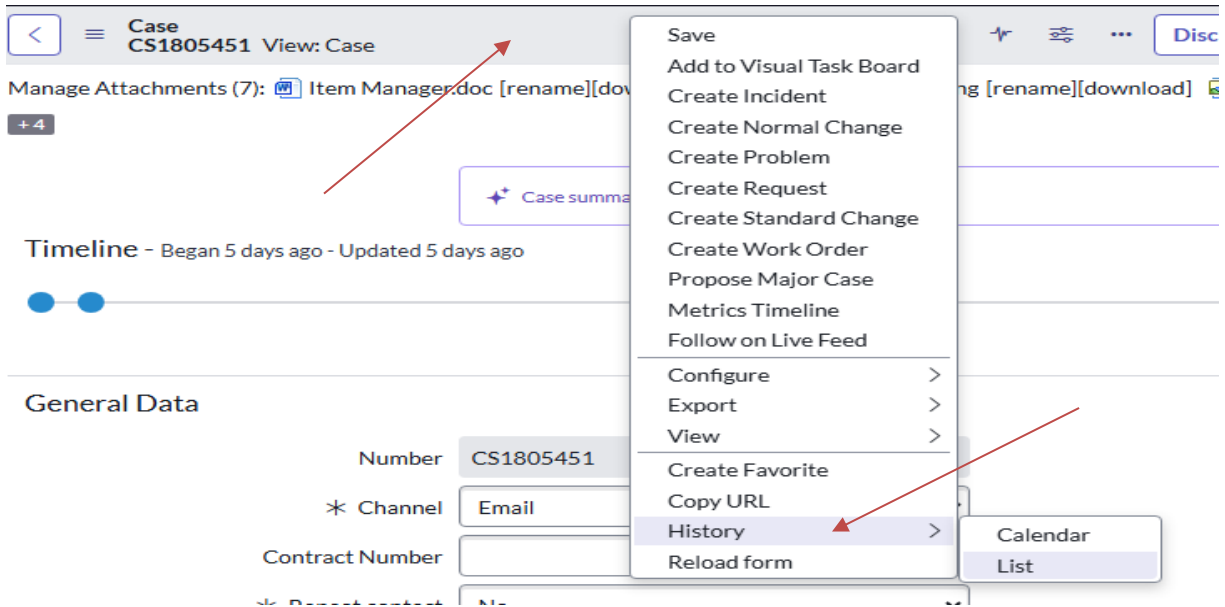 Case
CS1805451 View: Case
Disc
Manage Attachments (7): Item Manager.doc [rename][dov
ng [rename][download]
+4
Case summa
Timeline - Began 5 days ago - Updated 5 days ago
General Data
Number CS1805451
Channel Email
Contract Number
No
Save
Add to Visual Task Board
Create Incident
Create Normal Change
Create Problem
Create Request
Create Standard Change
Create Work Order
Propose Major Case
Metrics Timeline
Follow on Live Feed
Configure
Export
View
Create Favorite
Copy URL
History
Reload form
Calendar
List